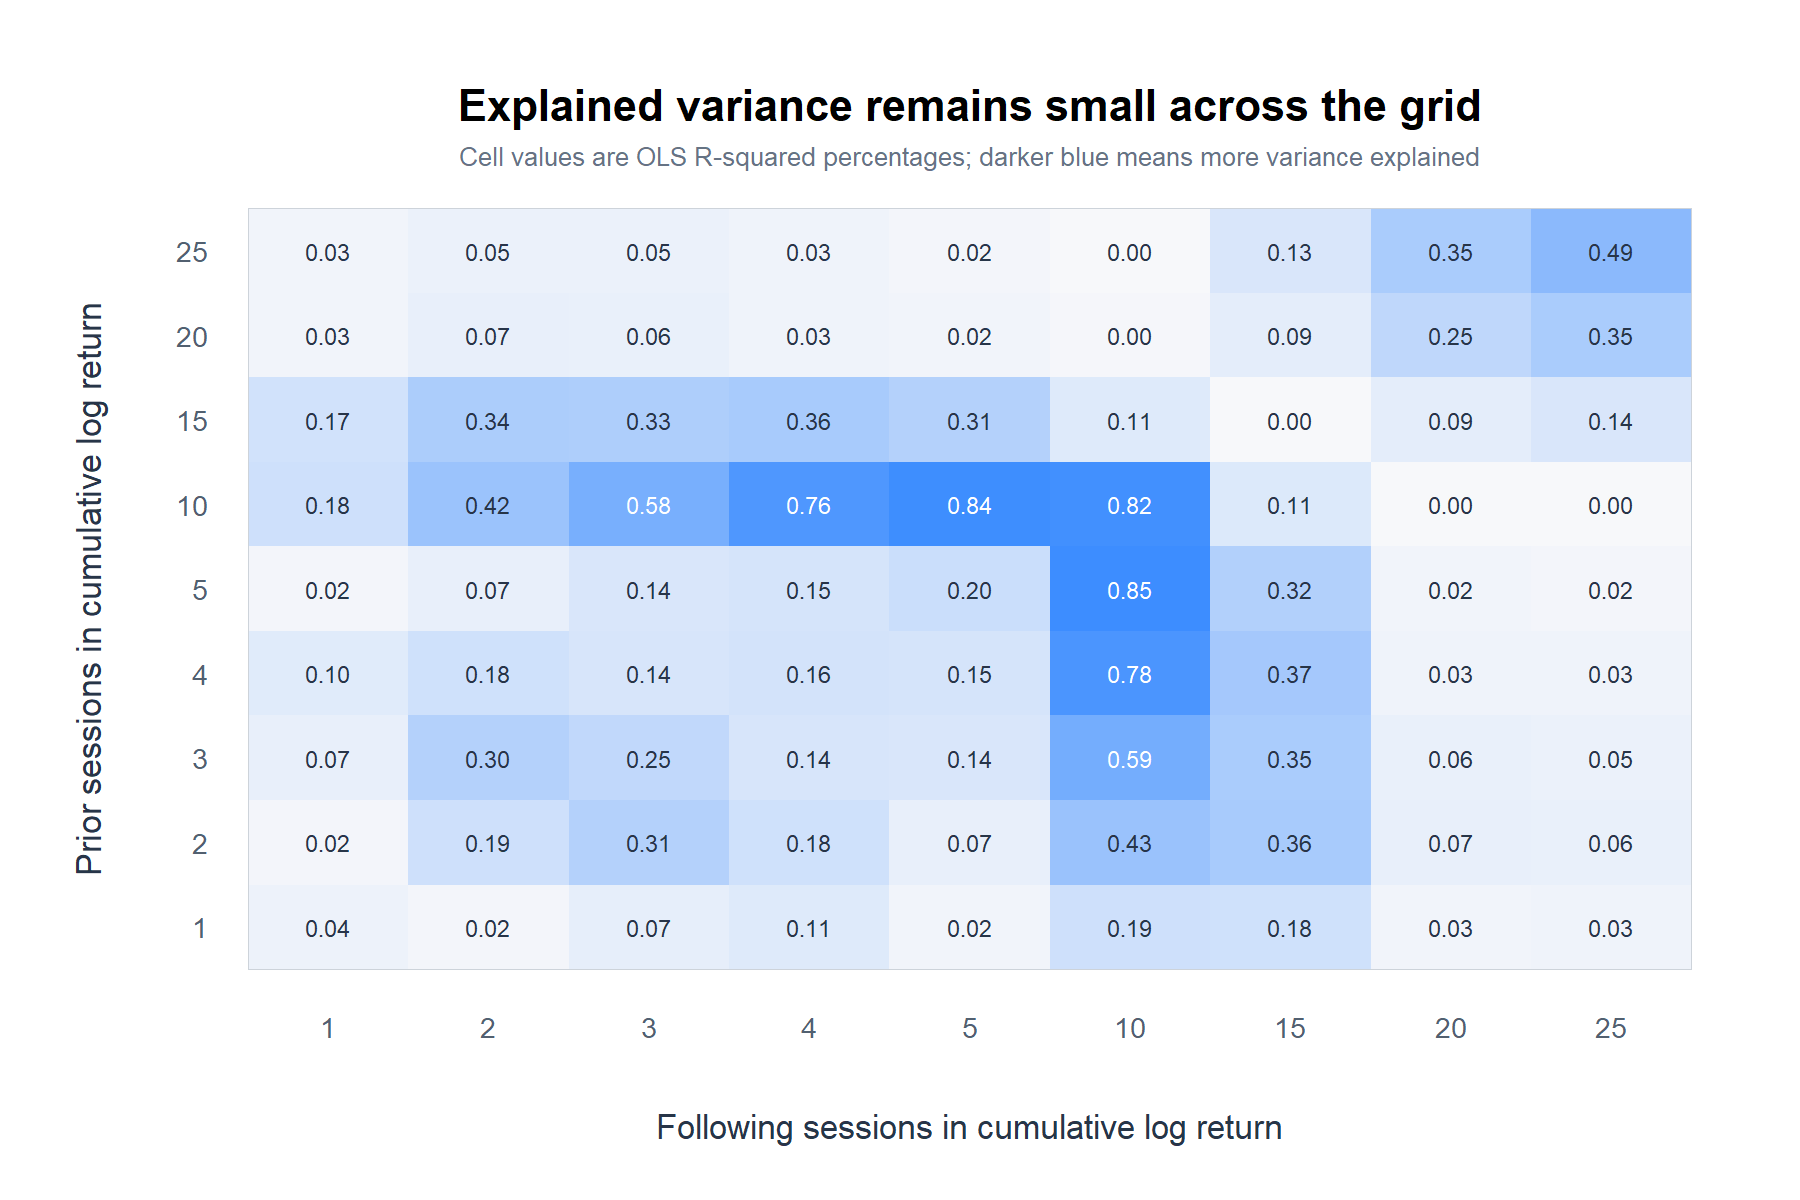 Explained variance remains small across the grid
Cell values are OLS R-squared percentages; darker blue means more variance explained
Prior sessions in cumulative log return
25 0.03 0.05 0.05 0.03 0.02 0.00 0.13 0.35 0.49
20 0.03 0.07 0.06 0.03 0.02 0.00 0.09 0.25 0.35
15 0.17 0.34 0.33 0.36 0.31 0.11 0.00 0.09 0.14
10 0.18 0.42 0.58 0.76 0.84 0.82 0.11 0.00 0.00
5 0.02 0.07 0.14 0.15 0.20 0.85 0.32 0.02 0.02
4 0.10 0.18 0.14 0.16 0.15 0.78 0.37 0.03 0.03
3 0.07 0.30 0.25 0.14 0.14 0.59 0.35 0.06 0.05
2 0.02 0.19 0.31 0.18 0.07 0.43 0.36 0.07 0.06
1 0.04 0.02 0.07 0.11 0.02 0.19 0.18 0.03 0.03
1 2 3 4 5 10 15 20 25
Following sessions in cumulative log return